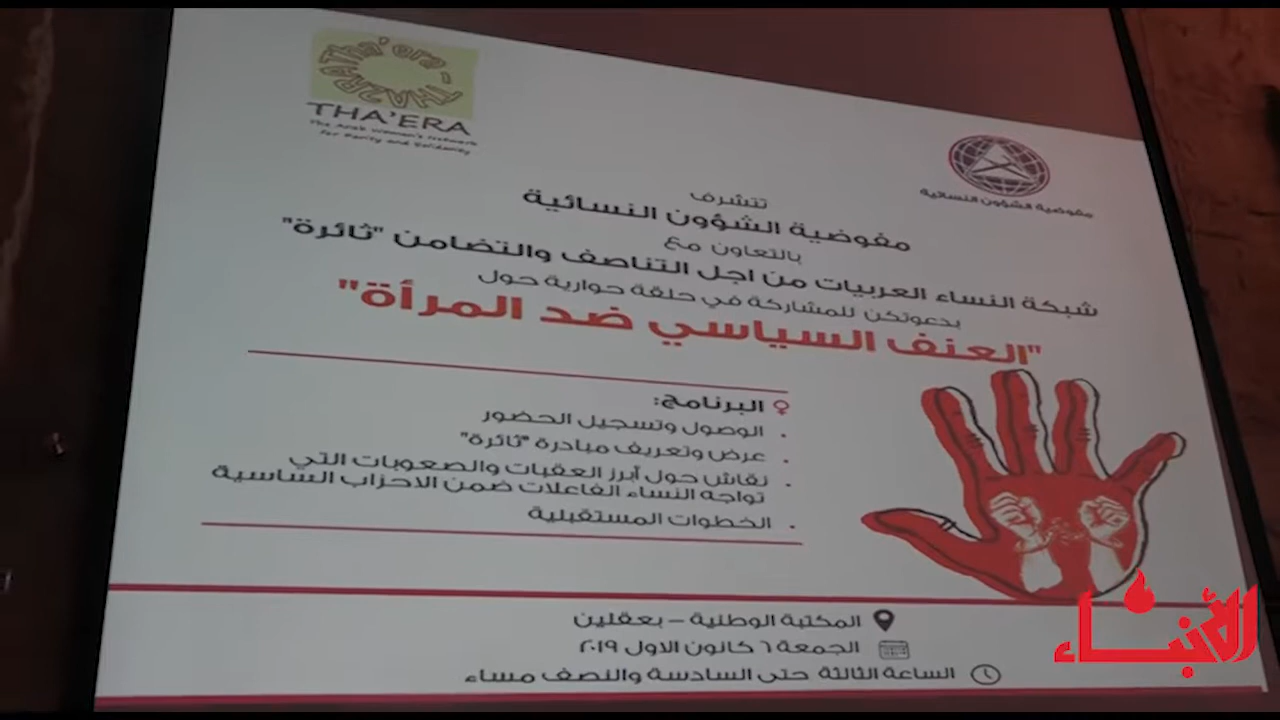 THA'ERA
The Arab Women's Network
for Parity and Solidarity
مفوضية الشؤون النسائية
تتشرف
مفوضية الشؤون النسائية
بالتعاون مع
شبكة النساء العربيات من اجل التناصف والتضامن "ثائرة"
بدعوتكن للمشاركة في حلقة حوارية حول
"العنف السياسي ضد المرأة"
البرنامج:
· الوصول وتسجيل الحضور
· عرض وتعريف مبادرة "ثائرة"
· نقاش حول أبرز العقبات والصعوبات التي
تواجه النساء الفاعلات ضمن الاحزاب الساسية
· الخطوات المستقبلية
المكتبة الوطنية – بعقلين
الجمعة ٦ كانون الاول ٢٠١٩
الساعة الثالثة حتى السادسة والنصف مساء
الأنباء